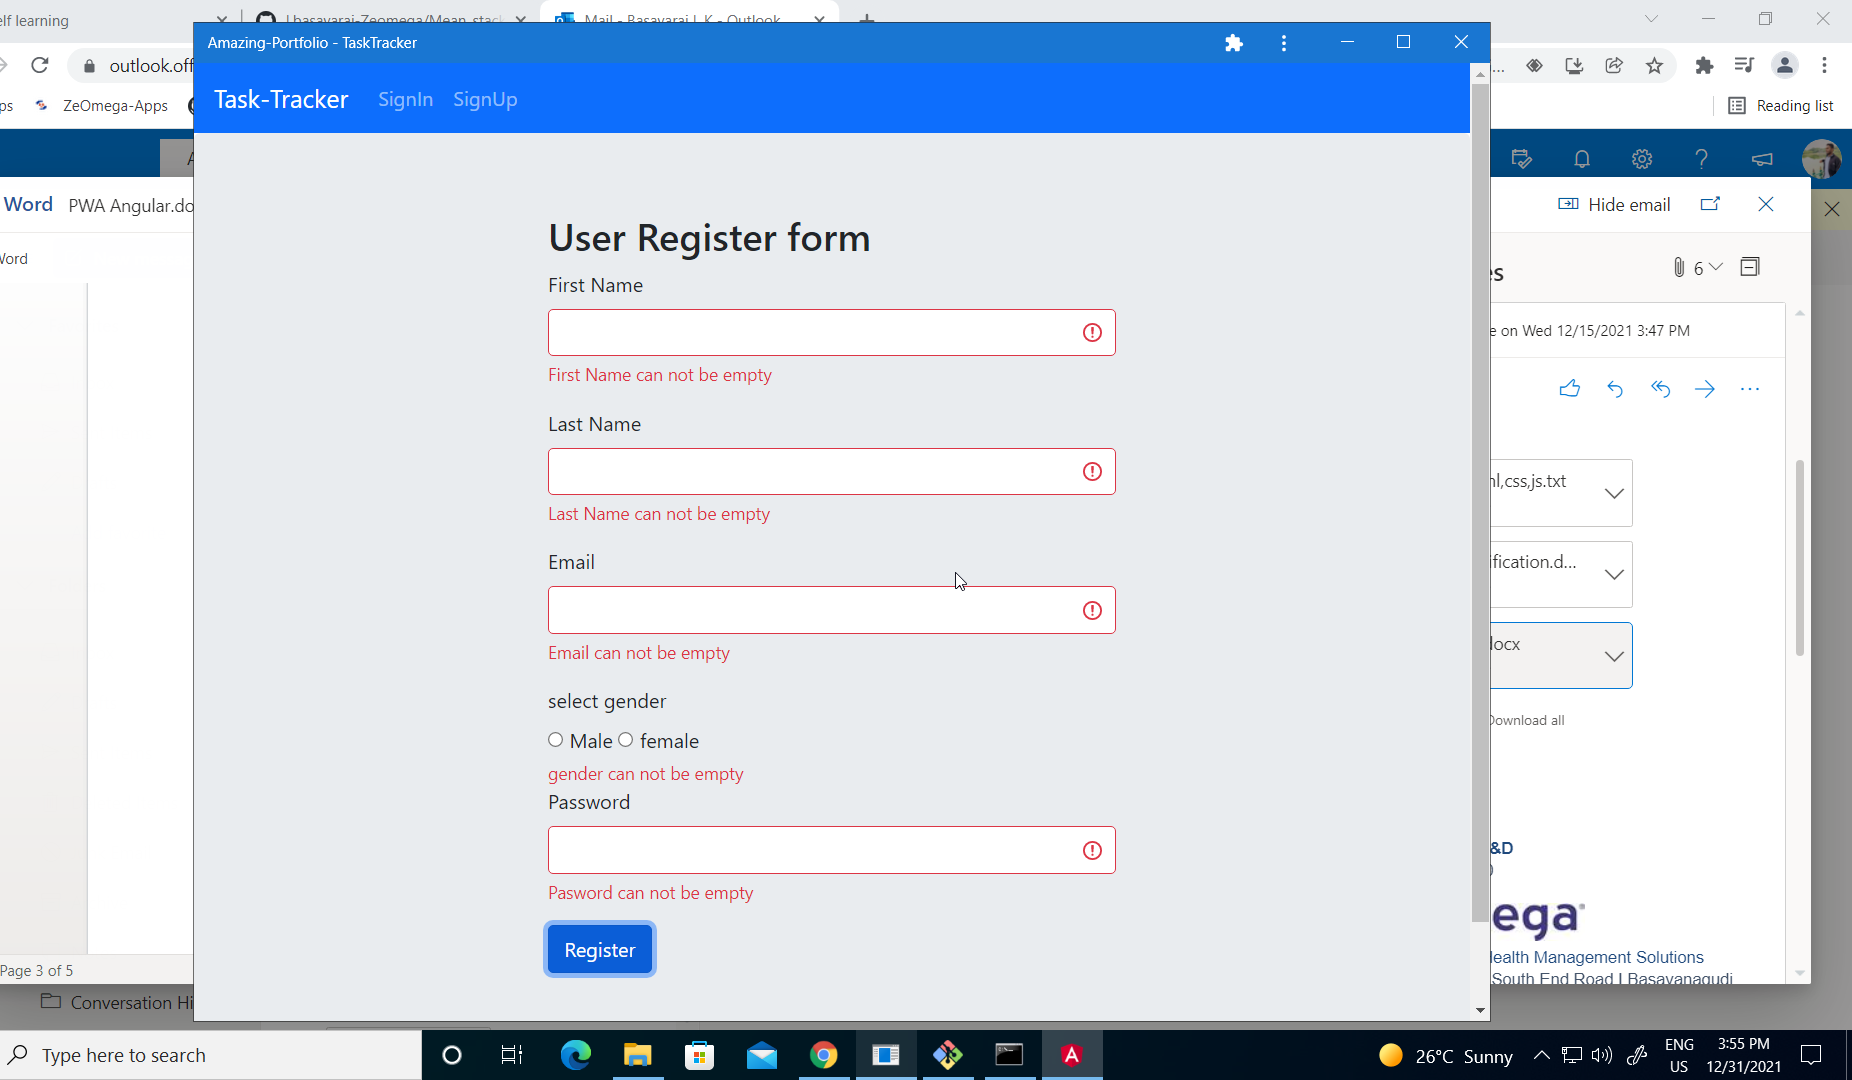 elf learning
Lbasavaraj-Zeomega/Mean_stac
Mail - Basavaraj L K - Outlook
Amazing-Portfolio - TaskTracker
outlook.off
...
ps
ZeOmega-Apps
Reading list
Task-Tracker
SignIn
SignUp
Word
PWA Angular.do
Hide email
Word
User Register form
6
First Name
e on Wed 12/15/2021 3:47 PM
First Name can not be empty
Last Name
nl,css,js.txt
Last Name can not be empty
Email
ification.d...
Email can not be empty
docx
select gender
Download all
Male
female
gender can not be empty
Password
&D
Pasword can not be empty
ega
Register
Health Management Solutions
South End Road I Basavanagudi
Page 3 of 5
Conversation Hi
Type here to search
26°C Sunny
ENG
US
3:55 PM
12/31/2021